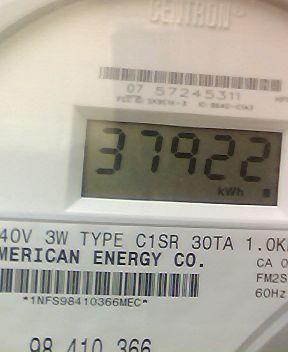 CENTRON®
07 57245311
37922
kWh
40V 3W TYPE C1SR 30TA 1.0K
MERICAN ENERGY CO.
CA 0
FM2S
60Hz
*1NFS98410366MEC*
98 410 366